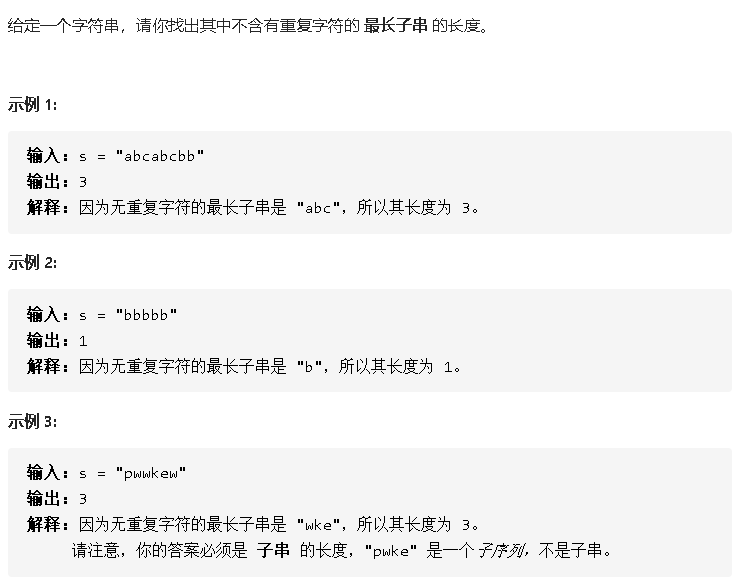 给定一个字符串，请你找出其中不含有重复字符的 最长子串 的长度。
示例 1:
输入: s = "abcabcbb"
输出: 3
解释: 因为无重复字符的最长子串是 "abc"，所以其长度为 3。
示例 2:
输入: s = "bbbbb"
输出: 1
解释: 因为无重复字符的最长子串是 "b"，所以其长度为 1。
示例 3:
输入: s = "pwwkew"
输出: 3
解释: 因为无重复字符的最长子串是 "wke"，所以其长度为 3。
请注意，你的答案必须是 子串 的长度，"pwke" 是一个子序列，不是子串。